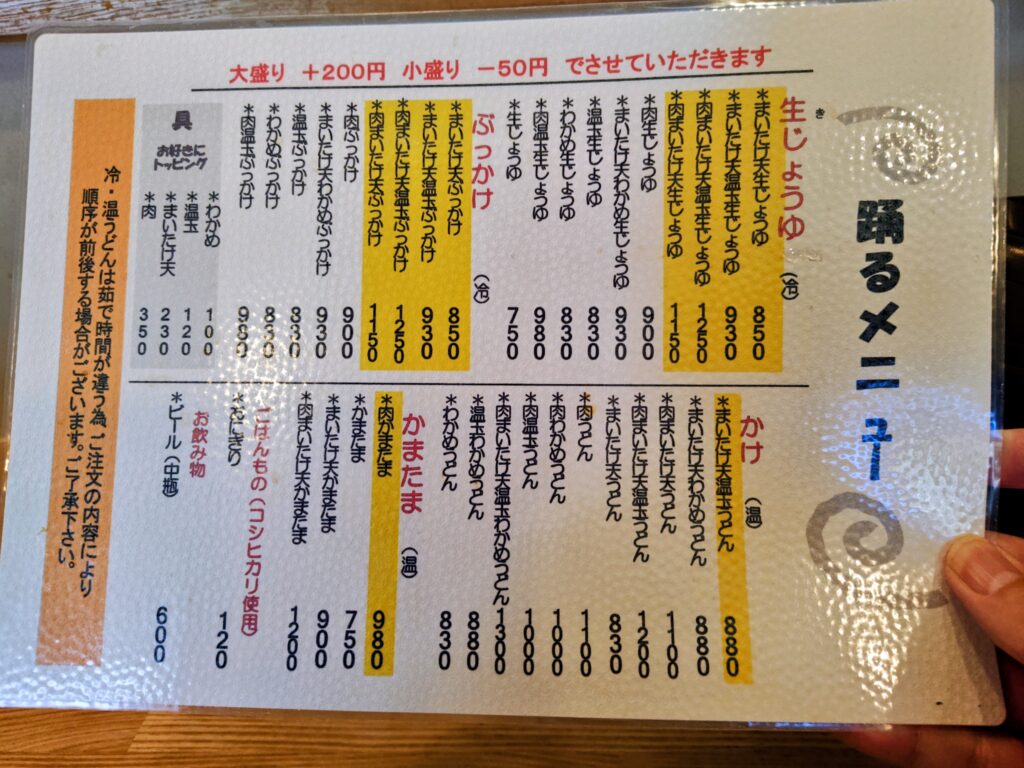 踊るメニュー
大盛り ＋200円 小盛り －50円 でさせていただきます
生じょうゆ (冷)
き
＊まいたけ天生じょうゆ 850
＊まいたけ天温玉生じょうゆ 930
＊肉まいたけ天温玉生じょうゆ 1250
＊肉まいたけ天生じょうゆ 1150
＊肉生じょうゆ 900
＊まいたけ天わかめ生じょうゆ 930
＊温玉生じょうゆ 830
＊わかめ生じょうゆ 830
＊肉温玉生じょうゆ 980
＊生じょうゆ 750
ぶっかけ (冷)
＊まいたけ天ぶっかけ 850
＊まいたけ天温玉ぶっかけ 930
＊肉まいたけ天温玉ぶっかけ 1250
＊肉まいたけ天ぶっかけ 1150
＊肉ぶっかけ 900
＊まいたけ天わかめぶっかけ 930
＊温玉ぶっかけ 830
＊わかめぶっかけ 830
＊肉温玉ぶっかけ 980
具
お好きに
トッピング
＊わかめ 100
＊温玉 120
＊まいたけ天 230
＊肉 350
かけ (温)
＊まいたけ天温玉うどん 880
＊まいたけ天わかめうどん 880
＊肉まいたけ天うどん 1100
＊肉まいたけ天温玉うどん 1200
＊まいたけ天うどん 830
＊肉うどん 1100
＊肉わかめうどん 1000
＊肉温玉うどん 1000
＊肉まいたけ天温玉わかめうどん 1300
＊温玉わかめうどん 880
＊わかめうどん 830
かまたま (温)
＊肉かまたま 980
＊かまたま 750
＊まいたけ天かまたま 900
＊肉まいたけ天かまたま 1200
ごはんもの (コシヒカリ使用)
＊おにぎり 120
お飲み物
＊ビール (中瓶) 600
冷・温うどんは茹で時間が違う為、ご注文の内容により
順序が前後する場合がございます。ご了承下さい。